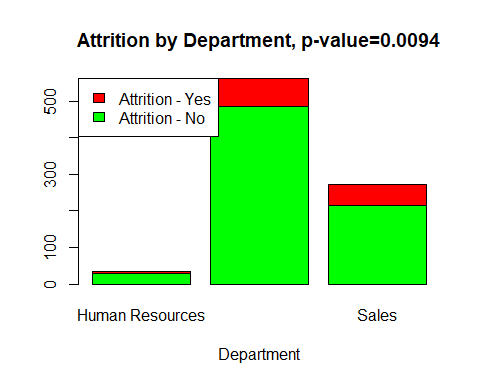 Attrition by Department, p-value=0.0094
Attrition - Yes
Attrition - No
500
300
100
0
Human Resources
Sales
Department